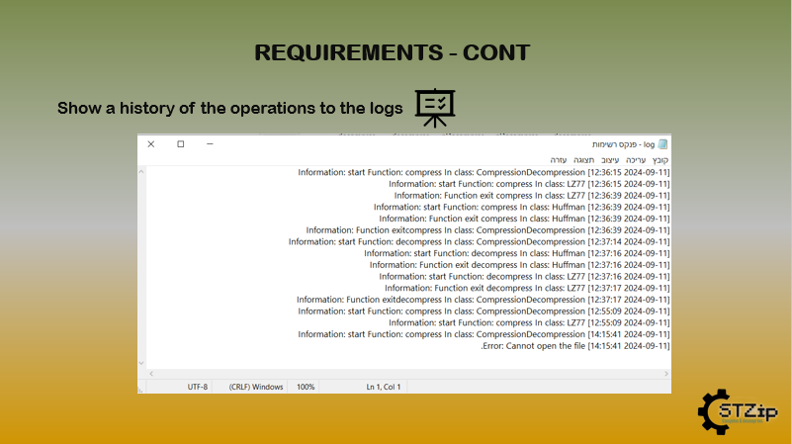 REQUIREMENTS - CONT
Show a history of the operations to the logs
log - פנקס רשימות
קובץ עריכה עיצוב תצוגה עזרה
Information: start Function: compress In class: CompressionDecompression [12:36:15 2024-09-11]
Information: start Function: compress In class: LZ77 [12:36:15 2024-09-11]
Information: Function exit compress In class: LZ77 [12:36:39 2024-09-11]
Information: start Function: compress In class: Huffman [12:36:39 2024-09-11]
Information: Function exit compress In class: Huffman [12:36:39 2024-09-11]
Information: Function exitcompress In class: CompressionDecompression [12:36:39 2024-09-11]
Information: start Function: decompress In class: CompressionDecompression [12:37:14 2024-09-11]
Information: start Function: decompress In class: Huffman [12:37:16 2024-09-11]
Information: Function exit decompress In class: Huffman [12:37:16 2024-09-11]
Information: start Function: decompress In class: LZ77 [12:37:16 2024-09-11]
Information: Function exit decompress In class: LZ77 [12:37:17 2024-09-11]
Information: Function exitdecompress In class: CompressionDecompression [12:37:17 2024-09-11]
Information: start Function: compress In class: CompressionDecompression [12:55:09 2024-09-11]
Information: start Function: compress In class: LZ77 [12:55:09 2024-09-11]
Information: start Function: compress In class: CompressionDecompression [14:15:41 2024-09-11]
.Error: Cannot open the file [14:15:41 2024-09-11]
UTF-8 (CRLF) Windows 100% Ln 1, Col 1
STZip